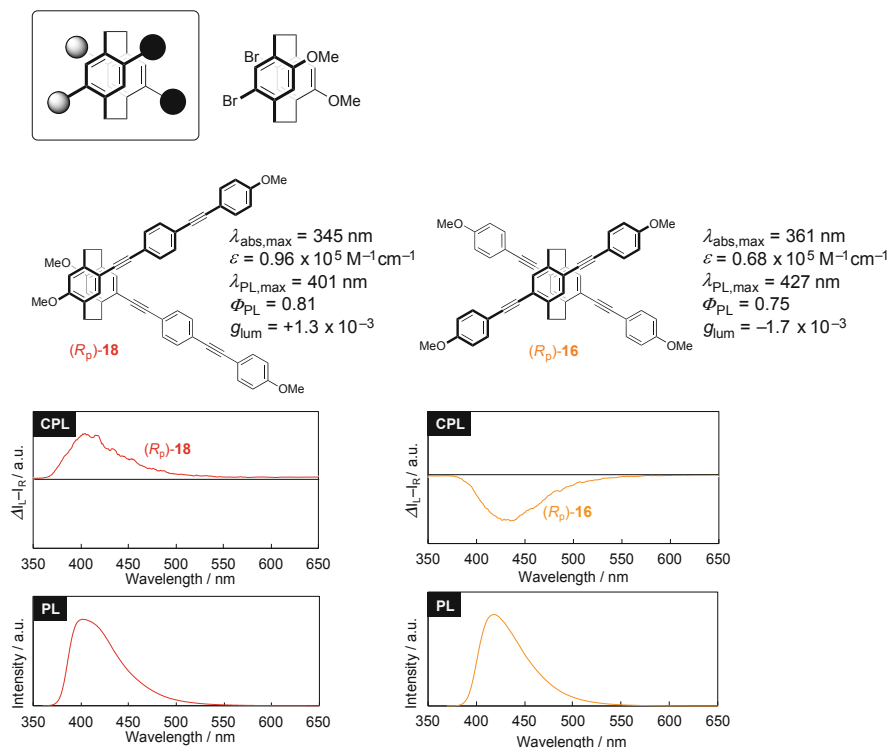 Br
OMe
Br
OMe
OMe
MeO
MeO
OMe
(Rp)-18
λabs,max = 345 nm
ε = 0.96 x 10⁵ M⁻¹cm⁻¹
λPL,max = 401 nm
ΦPL = 0.81
glum = +1.3 x 10⁻³
MeO
OMe
MeO
OMe
(Rp)-16
λabs,max = 361 nm
ε = 0.68 x 10⁵ M⁻¹cm⁻¹
λPL,max = 427 nm
ΦPL = 0.75
glum = –1.7 x 10⁻³
CPL
(Rp)-18
ΔIL–IR / a.u.
350 400 450 500 550 600 650
Wavelength / nm
CPL
(Rp)-16
ΔIL–IR / a.u.
350 400 450 500 550 600 650
Wavelength / nm
PL
Intensity / a.u.
350 400 450 500 550 600 650
Wavelength / nm
PL
Intensity / a.u.
350 400 450 500 550 600 650
Wavelength / nm